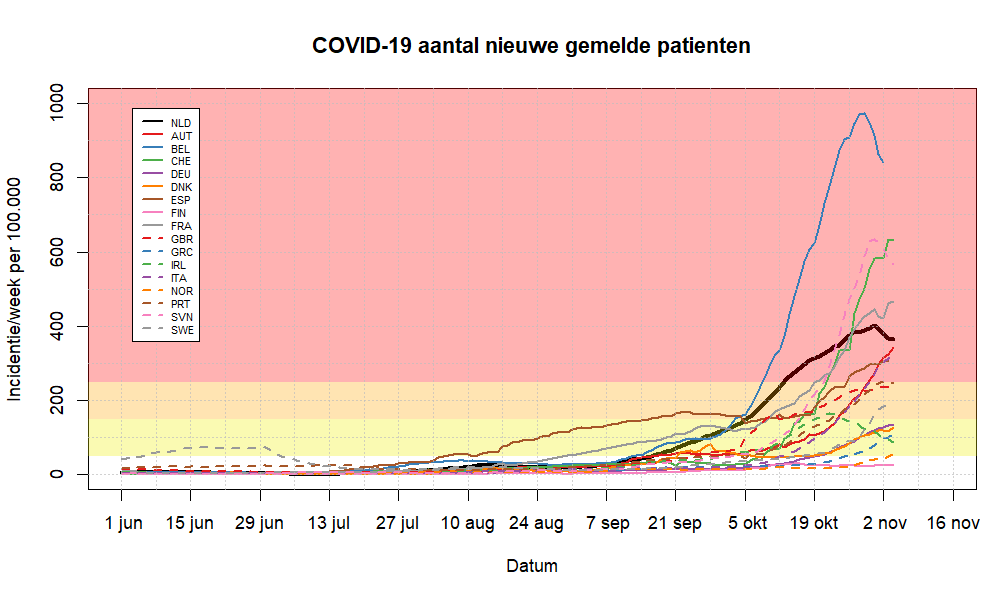 COVID-19 aantal nieuwe gemelde patienten
Incidentie/week per 100.000
1000
800
600
400
200
0
NLD
AUT
BEL
CHE
DEU
DNK
ESP
FIN
FRA
GBR
GRC
IRL
ITA
NOR
PRT
SVN
SWE
1 jun 15 jun 29 jun 13 jul 27 jul 10 aug 24 aug 7 sep 21 sep 5 okt 19 okt 2 nov 16 nov
Datum